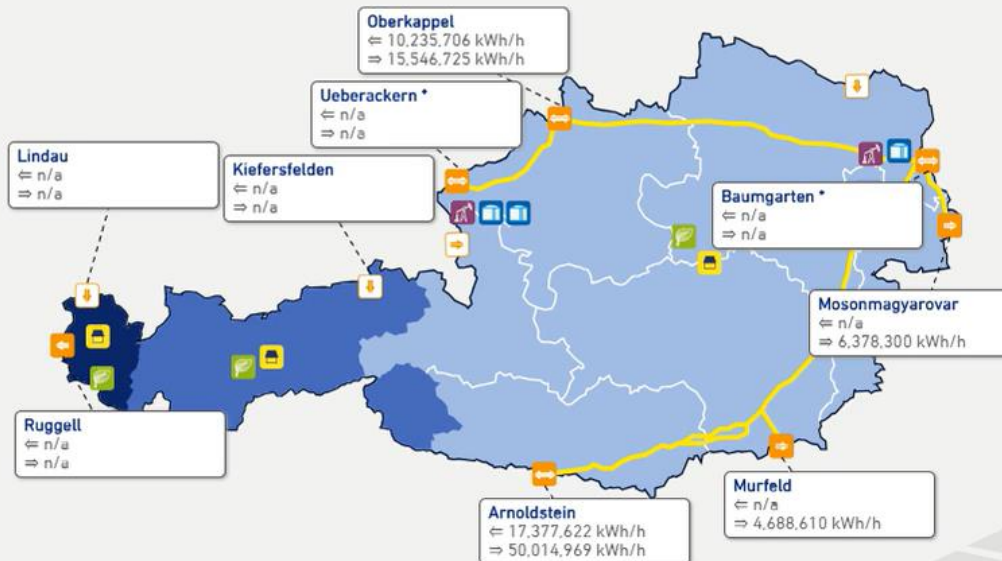 Oberkappel
⇐ 10,235,706 kWh/h
⇒ 15,546,725 kWh/h
Ueberackern *
⇐ n/a
⇒ n/a
Lindau
⇐ n/a
⇒ n/a
Kiefersfelden
⇐ n/a
⇒ n/a
Baumgarten *
⇐ n/a
⇒ n/a
Mosonmagyarovar
⇐ n/a
⇒ 6,378,300 kWh/h
Ruggell
⇐ n/a
⇒ n/a
Arnoldstein
⇐ 17,377,622 kWh/h
⇒ 50,014,969 kWh/h
Murfeld
⇐ n/a
⇒ 4,688,610 kWh/h